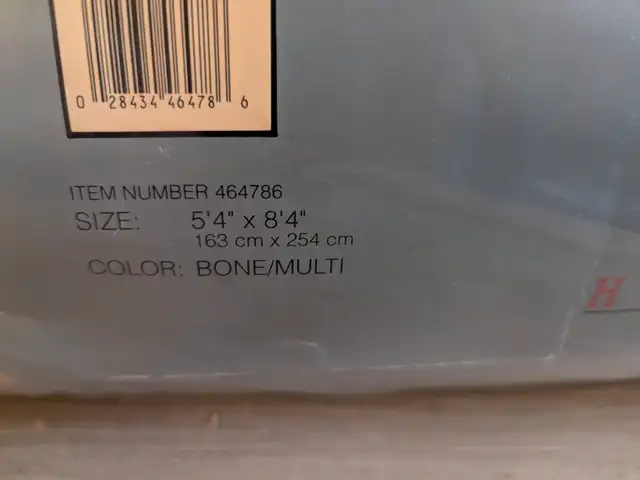 0 28434 46478 6
ITEM NUMBER 464786
SIZE: 5'4" x 8'4"
163 cm x 254 cm
COLOR: BONE/MULTI
H